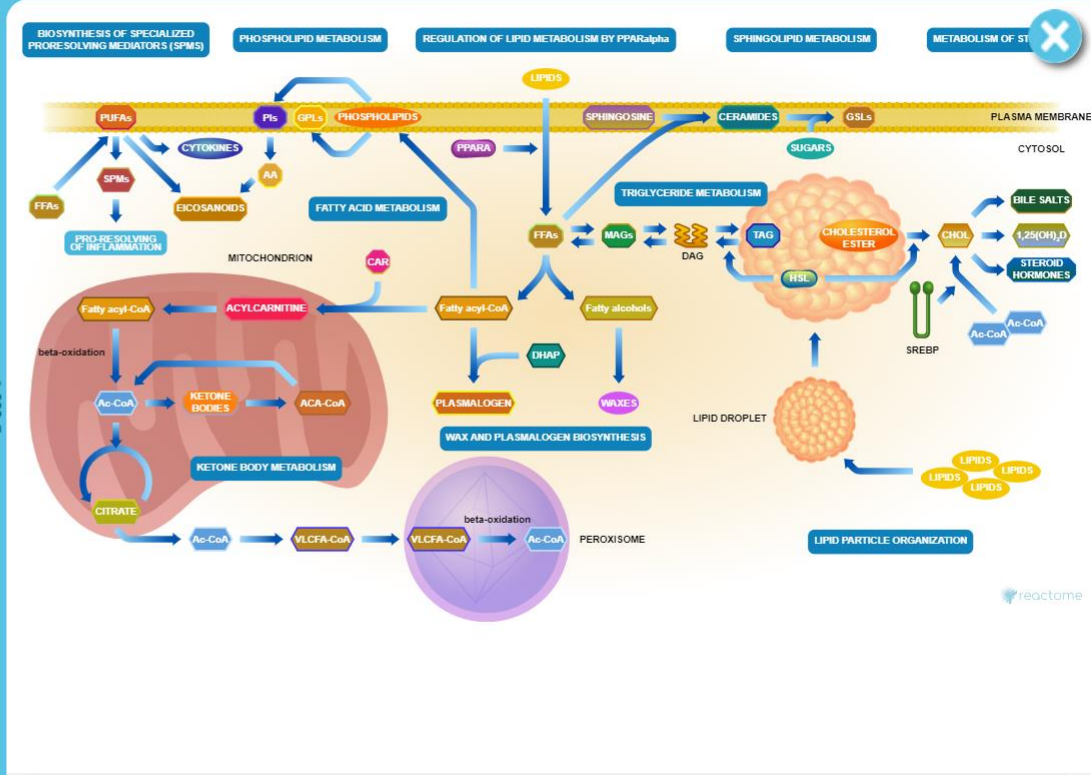 BIOSYNTHESIS OF SPECIALIZED
PRORESOLVING MEDIATORS (SPMS)
PHOSPHOLIPID METABOLISM
REGULATION OF LIPID METABOLISM BY PPARalpha
SPHINGOLIPID METABOLISM
METABOLISM OF
LIPIDS
PUFAs
PIs
GPLs
PHOSPHOLIPIDS
SPHINGOSINE
CERAMIDES
GSLs
PLASMA MEMBRANE
CYTOKINES
PPARA
SUGARS
CYTOSOL
SPMs
AA
FFAs
EICOSANOIDS
FATTY ACID METABOLISM
TRIGLYCERIDE METABOLISM
BILE SALTS
PRO-RESOLVING
OF INFLAMMATION
FFAs
MAGs
DAG
TAG
CHOLESTEROL
ESTER
CHOL
1,25(OH)₂D
MITOCHONDRION
CAR
HSL
STEROID
HORMONES
Fatty acyl-CoA
ACYLCARNITINE
Fatty acyl-CoA
Fatty alcohols
SREBP
Ac-CoA
Ac-CoA
beta-oxidation
DHAP
Ac-CoA
KETONE
BODIES
ACA-CoA
PLASMALOGEN
WAXES
LIPID DROPLET
WAX AND PLASMALOGEN BIOSYNTHESIS
KETONE BODY METABOLISM
LIPIDS
LIPIDS
LIPIDS
LIPIDS
CITRATE
beta-oxidation
Ac-CoA
VLCFA-CoA
VLCFA-CoA
Ac-CoA
PEROXISOME
LIPID PARTICLE ORGANIZATION
reactome